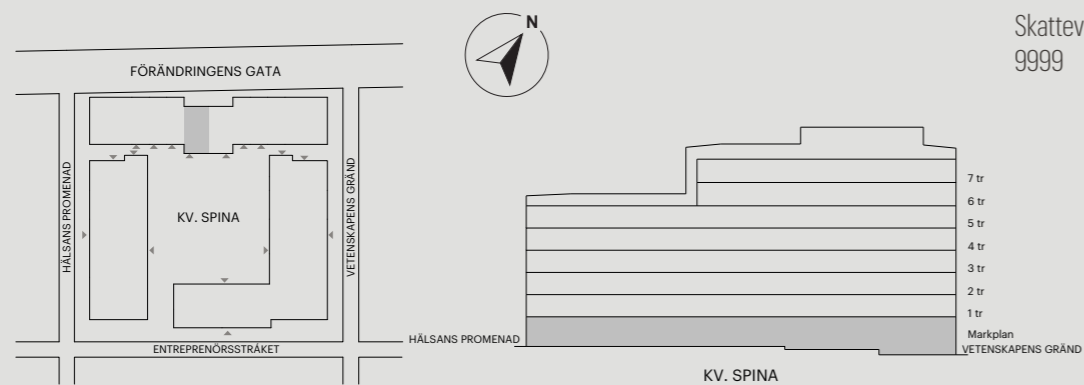 FÖRÄNDRINGENS GATA
HÄLSANS PROMENAD
KV. SPINA
VETENSKAPENS GRÄND
ENTREPRENÖRSSTRÅKET
N
7 tr
6 tr
5 tr
4 tr
3 tr
2 tr
1 tr
Markplan
HÄLSANS PROMENAD
VETENSKAPENS GRÄND
KV. SPINA
Skattev
9999